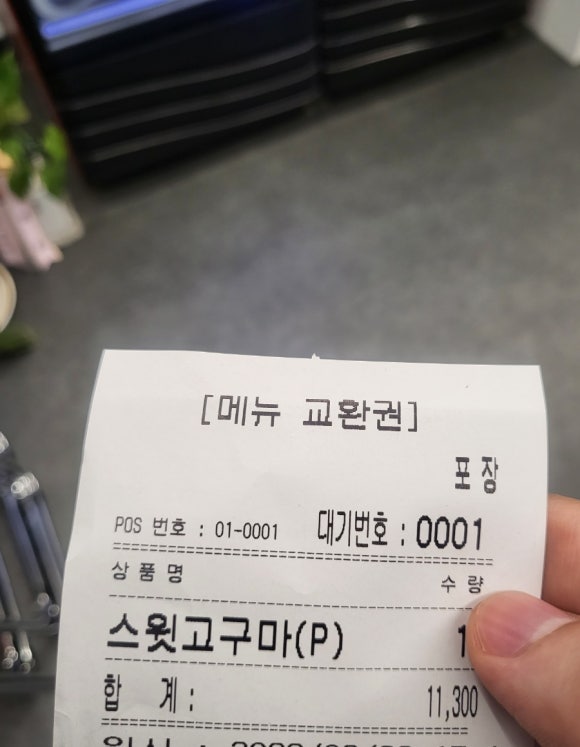 [메뉴 교환권]
포장
POS 번호 : 01-0001 대기번호 : 0001
상품명 수량
스윗고구마(P) 1
합 계 : 11,300